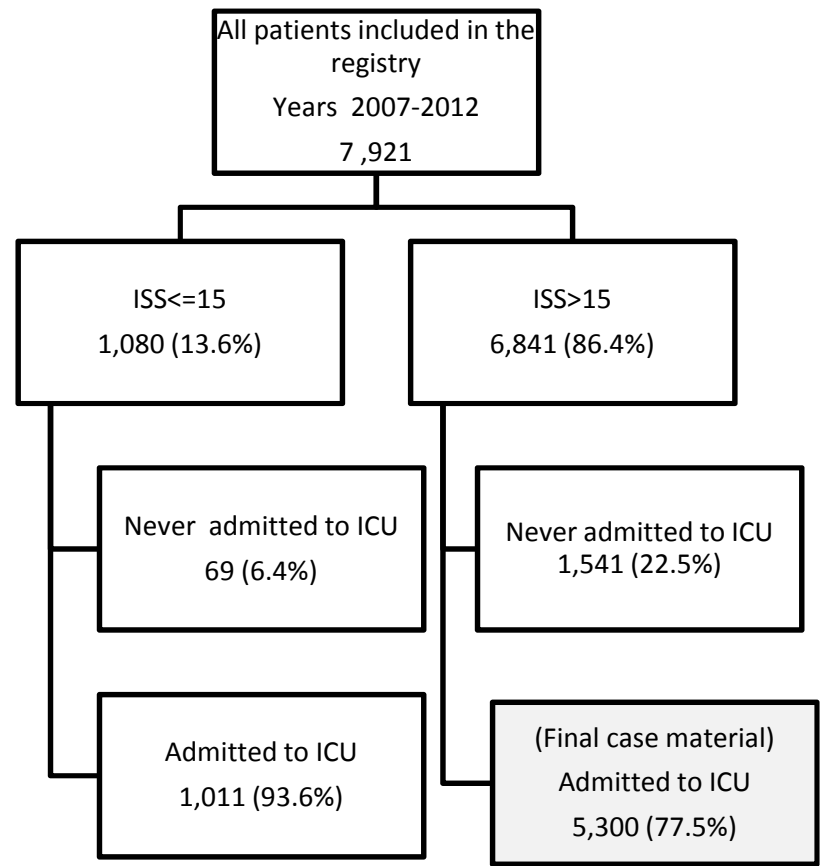 All patients included in the
registry
Years 2007-2012
7 ,921
ISS<=15
1,080 (13.6%)
ISS>15
6,841 (86.4%)
Never admitted to ICU
69 (6.4%)
Never admitted to ICU
1,541 (22.5%)
Admitted to ICU
1,011 (93.6%)
(Final case material)
Admitted to ICU
5,300 (77.5%)